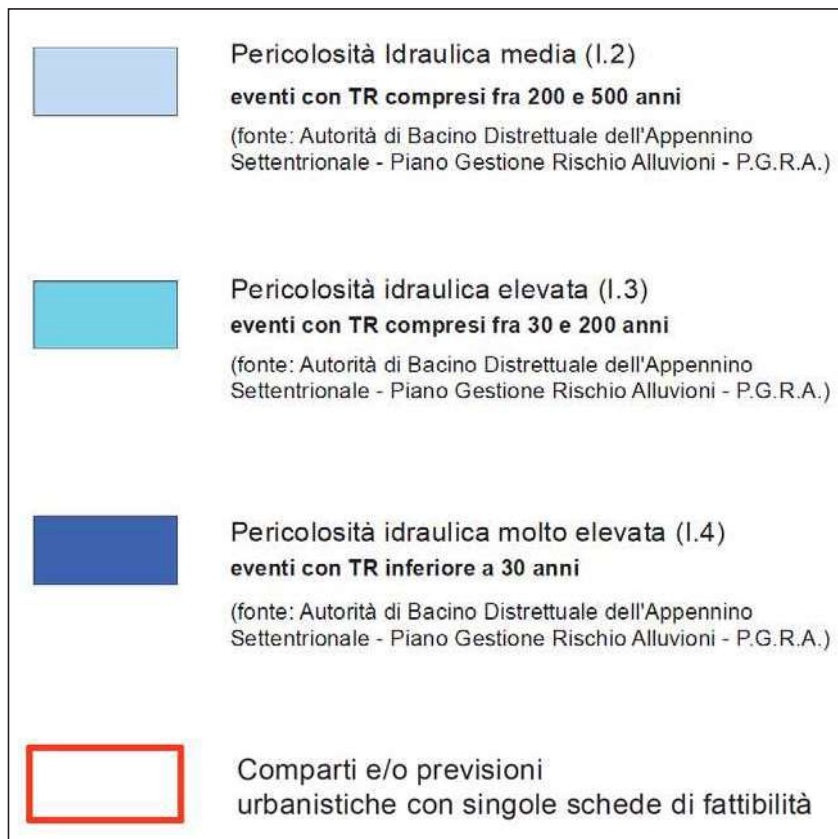 Pericolosità Idraulica media (I.2)
eventi con TR compresi fra 200 e 500 anni
(fonte: Autorità di Bacino Distrettuale dell'Appennino
Settentrionale - Piano Gestione Rischio Alluvioni - P.G.R.A.)
Pericolosità idraulica elevata (I.3)
eventi con TR compresi fra 30 e 200 anni
(fonte: Autorità di Bacino Distrettuale dell'Appennino
Settentrionale - Piano Gestione Rischio Alluvioni - P.G.R.A.)
Pericolosità idraulica molto elevata (I.4)
eventi con TR inferiore a 30 anni
(fonte: Autorità di Bacino Distrettuale dell'Appennino
Settentrionale - Piano Gestione Rischio Alluvioni - P.G.R.A.)
Comparti e/o previsioni
urbanistiche con singole schede di fattibilità